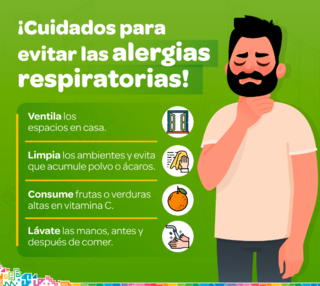 ¡Cuidados para
evitar las alergias
respiratorias!
Ventila los
espacios en casa.
Limpia los ambientes y evita
que acumule polvo o ácaros.
Consume frutas o verduras
altas en vitamina C.
Lávate las manos, antes y
después de comer.